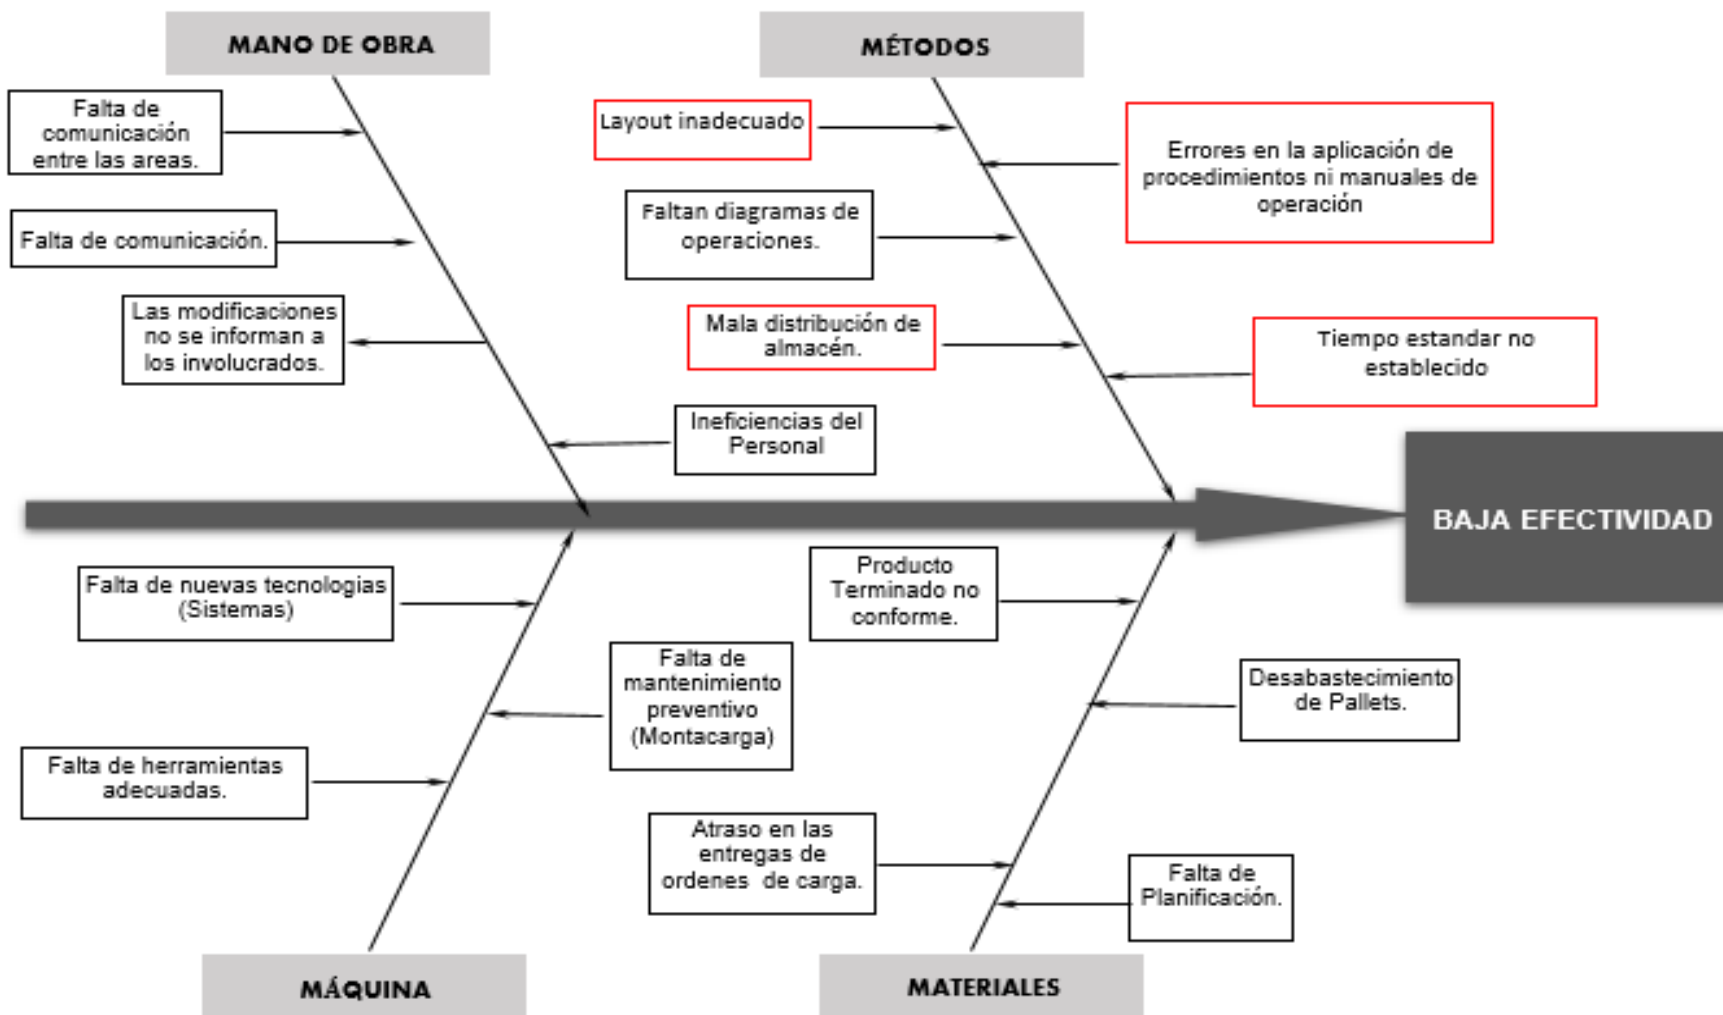 MANO DE OBRA
MÉTODOS
Falta de
comunicación
entre las areas.
Layout inadecuado
Errores en la aplicación de
procedimientos ni manuales de
operación
Falta de comunicación.
Faltan diagramas de
operaciones.
Las modificaciones
no se informan a
los involucrados.
Mala distribución de
almacén.
Tiempo estandar no
establecido
Ineficiencias del
Personal
BAJA EFECTIVIDAD
Falta de nuevas tecnologias
(Sistemas)
Producto
Terminado no
conforme.
Falta de
mantenimiento
preventivo
(Montacarga)
Desabastecimiento
de Pallets.
Falta de herramientas
adecuadas.
Atraso en las
entregas de
ordenes de carga.
Falta de
Planificación.
MÁQUINA
MATERIALES